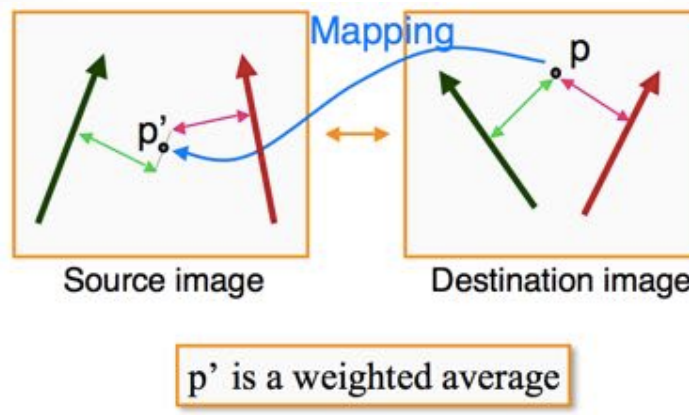 Mapping
p
p’
Source image
Destination image
p’ is a weighted average